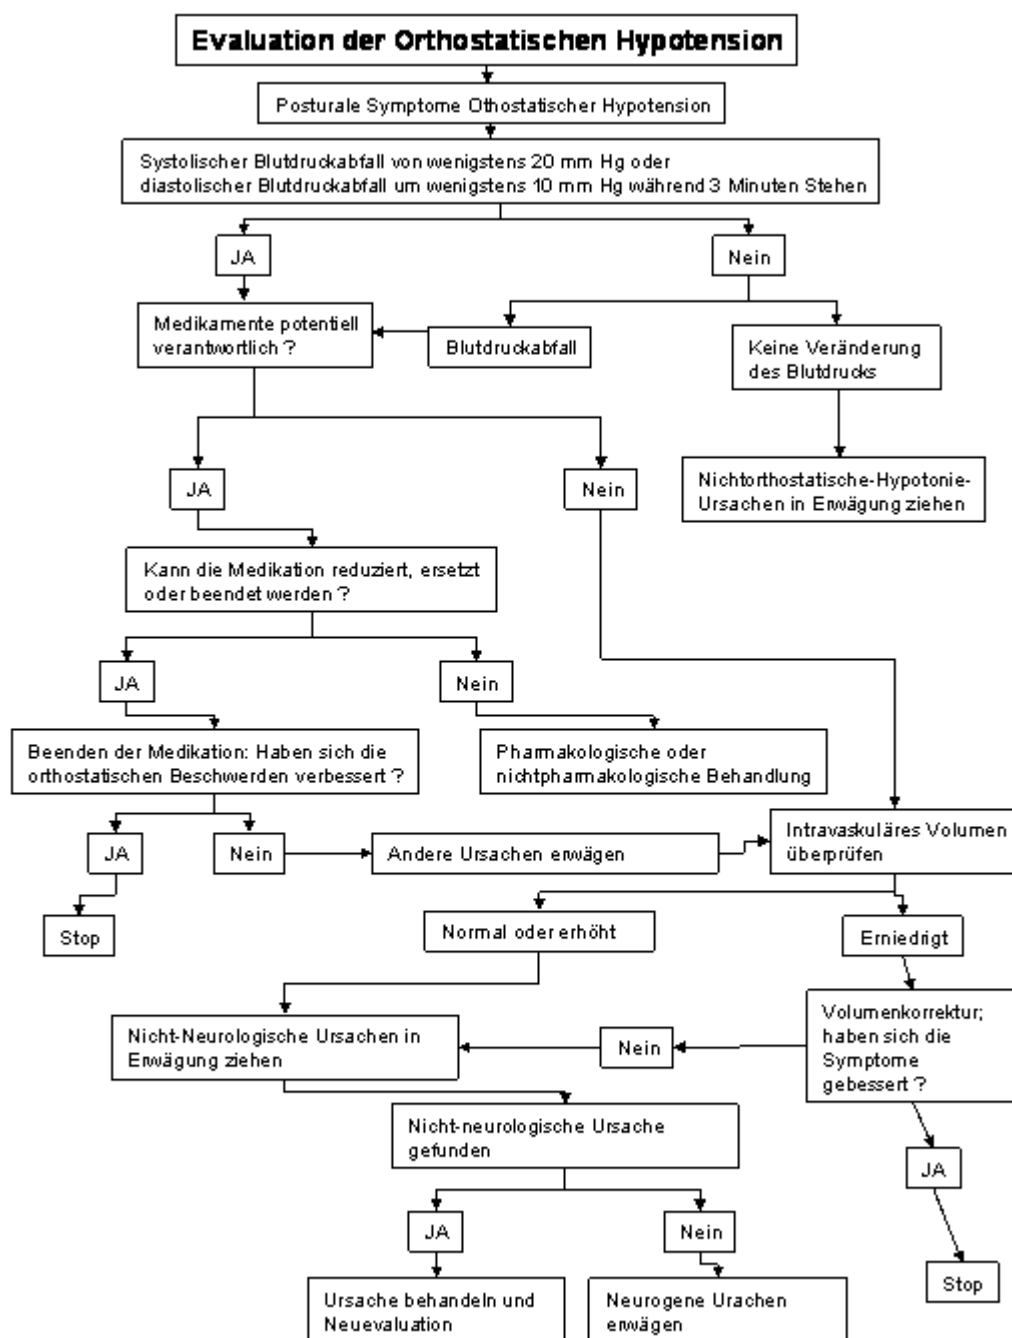 Evaluation der Orthostatischen Hypotension
Posturale Symptome Othostatischer Hypotension
Systolischer Blutdruckabfall von wenigstens 20 mm Hg oder
diastolischer Blutdruckabfall um wenigstens 10 mm Hg während 3 Minuten Stehen
JA
Nein
Medikamente potentiell
verantwortlich ?
Blutdruckabfall
Keine Veränderung
des Blutdrucks
JA
Nein
Nichtorthostatische-Hypotonie-
Ursachen in Erwägung ziehen
Kann die Medikation reduziert, ersetzt
oder beendet werden ?
JA
Nein
Beenden der Medikation: Haben sich die
orthostatischen Beschwerden verbessert ?
Pharmakologische oder
nichtpharmakologische Behandlung
JA
Nein
Andere Ursachen erwägen
Intravaskuläres Volumen
überprüfen
Stop
Normal oder erhöht
Erniedrigt
Nicht-Neurologische Ursachen in
Erwägung ziehen
Nein
Volumenkorrektur;
haben sich die
Symptome
gebessert ?
Nicht-neurologische Ursache
gefunden
JA
JA
Nein
Stop
Ursache behandeln und
Neuevaluation
Neurogene Urachen
erwägen